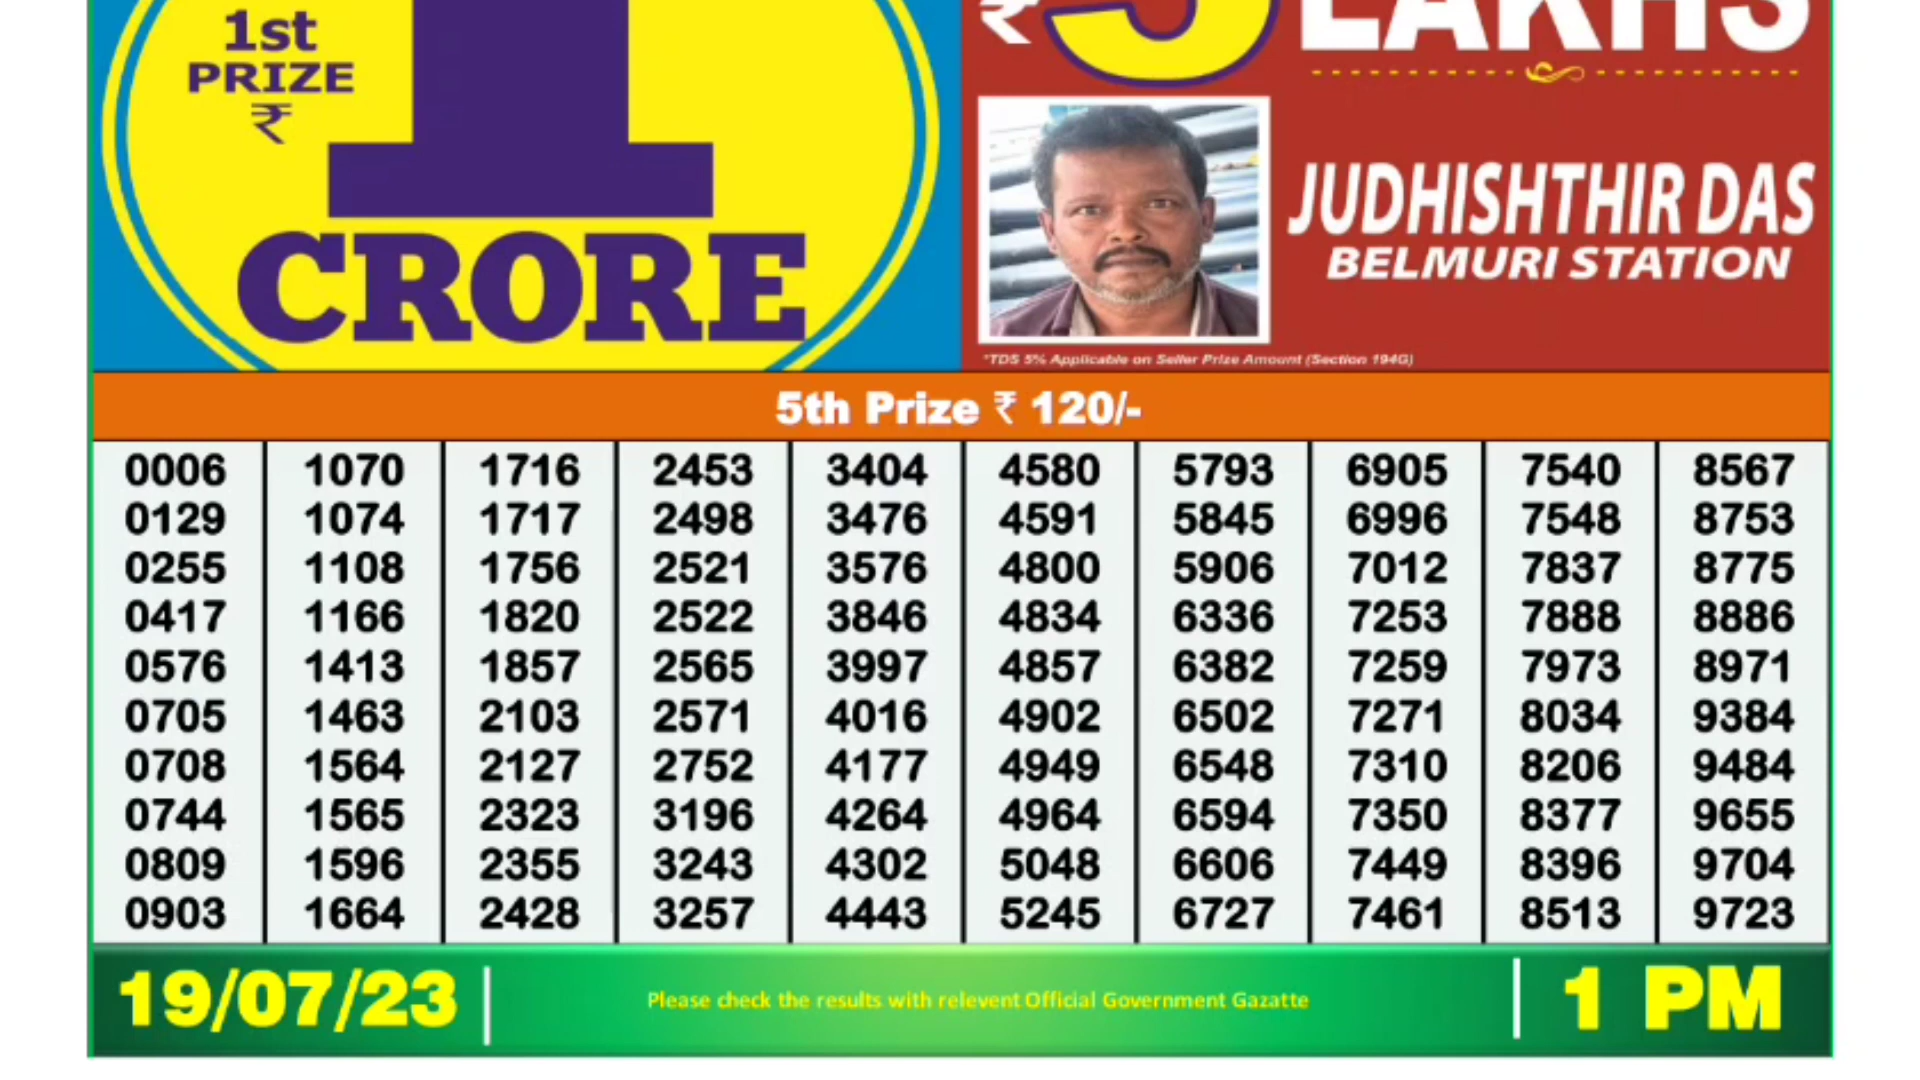 1st
PRIZE
₹
1
CRORE
₹ 5 LAKHS
JUDHISHTHIR DAS
BELMURI STATION
*TDS 5% Applicable on Seller Prize Amount (Section 194G)
5th Prize ₹ 120/-
0006 1070 1716 2453 3404 4580 5793 6905 7540 8567
0129 1074 1717 2498 3476 4591 5845 6996 7548 8753
0255 1108 1756 2521 3576 4800 5906 7012 7837 8775
0417 1166 1820 2522 3846 4834 6336 7253 7888 8886
0576 1413 1857 2565 3997 4857 6382 7259 7973 8971
0705 1463 2103 2571 4016 4902 6502 7271 8034 9384
0708 1564 2127 2752 4177 4949 6548 7310 8206 9484
0744 1565 2323 3196 4264 4964 6594 7350 8377 9655
0809 1596 2355 3243 4302 5048 6606 7449 8396 9704
0903 1664 2428 3257 4443 5245 6727 7461 8513 9723
19/07/23
Please check the results with relevent Official Government Gazatte
1 PM